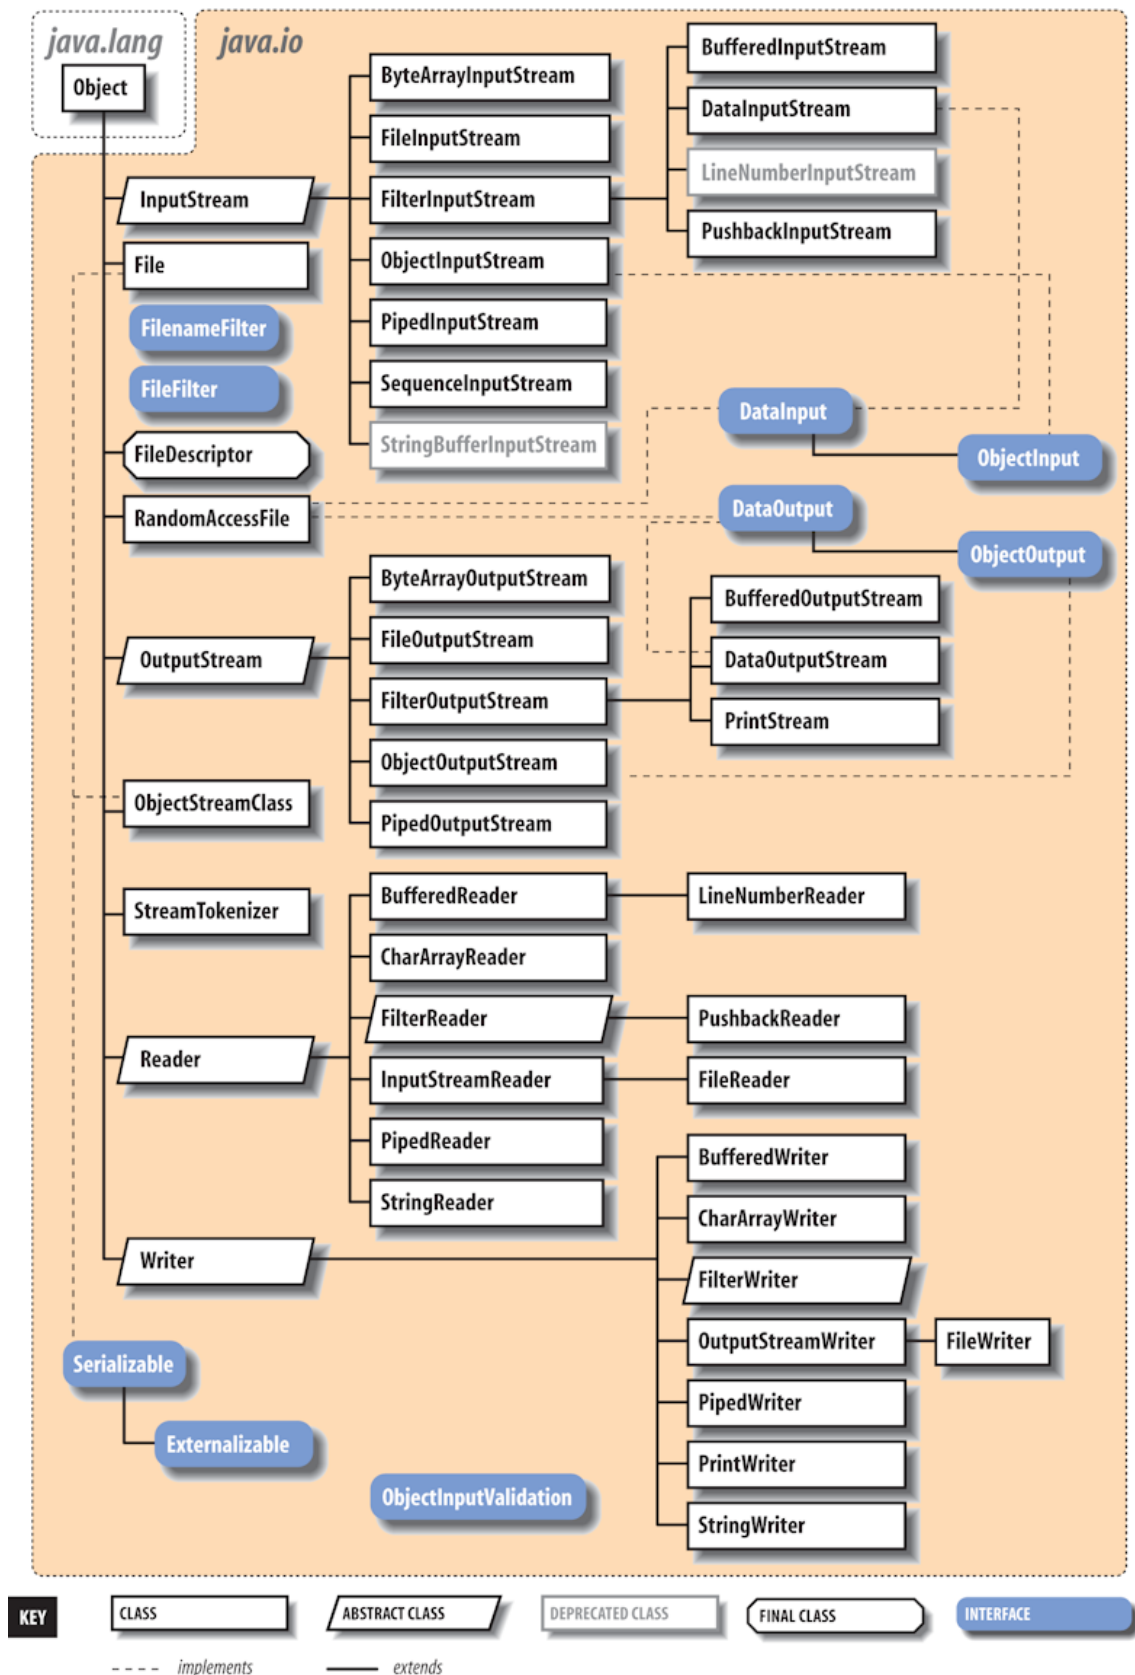 java.lang
java.io
Object
ByteArrayInputStream
FileInputStream
FilterInputStream
ObjectInputStream
PipedInputStream
SequenceInputStream
StringBufferInputStream
BufferedInputStream
DataInputStream
LineNumberInputStream
PushbackInputStream
InputStream
File
FilenameFilter
FileFilter
FileDescriptor
RandomAccessFile
DataInput
ObjectInput
DataOutput
ObjectOutput
OutputStream
ByteArrayOutputStream
FileOutputStream
FilterOutputStream
ObjectOutputStream
PipedOutputStream
BufferedOutputStream
DataOutputStream
PrintStream
ObjectStreamClass
StreamTokenizer
Reader
BufferedReader
CharArrayReader
FilterReader
InputStreamReader
PipedReader
StringReader
LineNumberReader
PushbackReader
FileReader
Writer
BufferedWriter
CharArrayWriter
FilterWriter
OutputStreamWriter
FileWriter
PipedWriter
PrintWriter
StringWriter
Serializable
Externalizable
ObjectInputValidation
KEY
CLASS
ABSTRACT CLASS
DEPRECATED CLASS
FINAL CLASS
INTERFACE
implements
extends